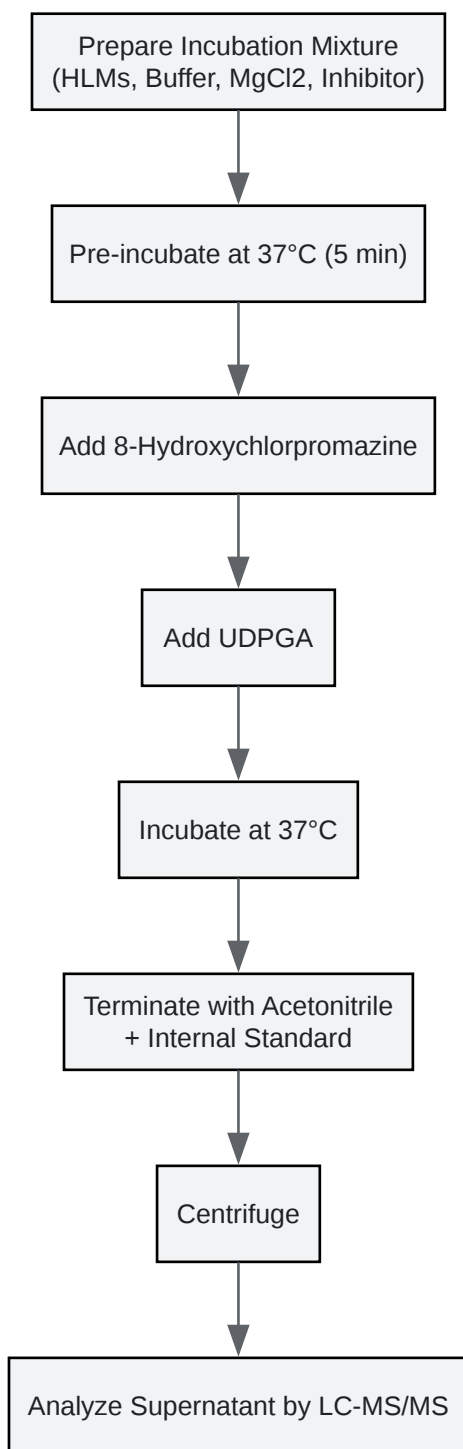 Prepare Incubation Mixture
(HLMs, Buffer, MgCl2, Inhibitor)
Pre-incubate at 37°C (5 min)
Add 8-Hydroxychlorpromazine
Add UDPGA
Incubate at 37°C
Terminate with Acetonitrile
+ Internal Standard
Centrifuge
Analyze Supernatant by LC-MS/MS